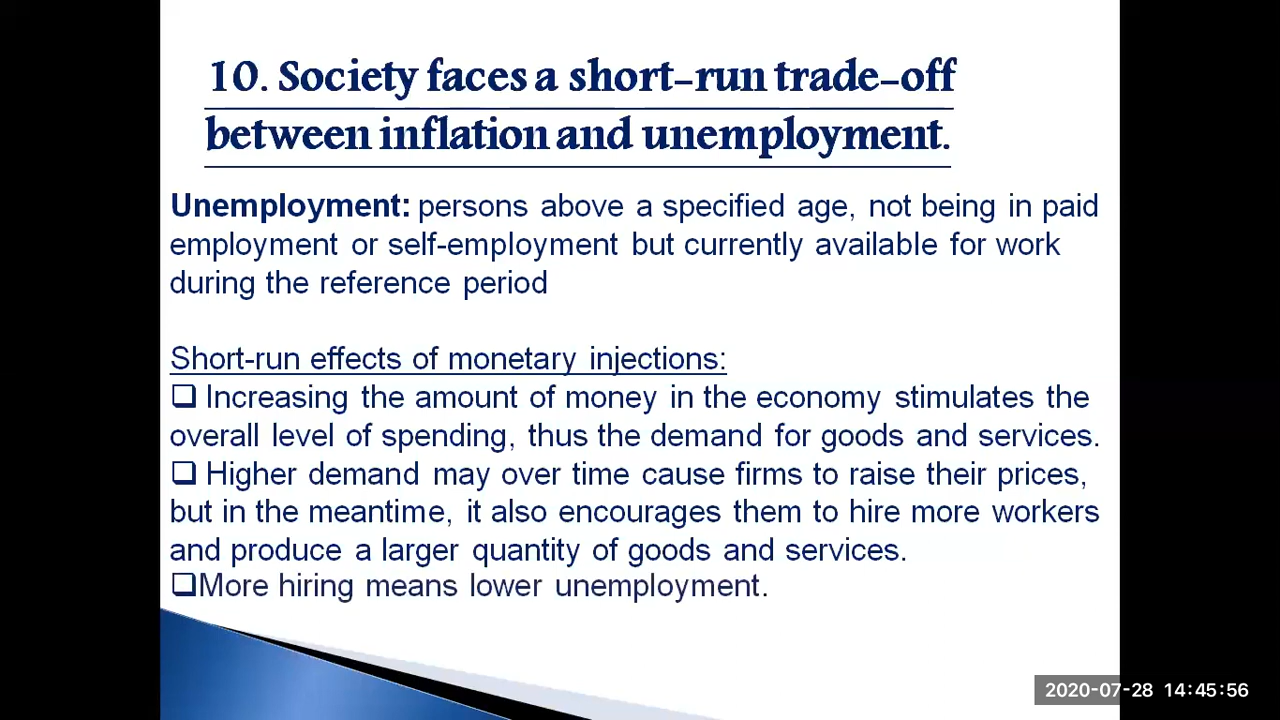 10. Society faces a short-run trade-off
between inflation and unemployment.
Unemployment: persons above a specified age, not being in paid
employment or self-employment but currently available for work
during the reference period
Short-run effects of monetary injections:
❑ Increasing the amount of money in the economy stimulates the
overall level of spending, thus the demand for goods and services.
❑ Higher demand may over time cause firms to raise their prices,
but in the meantime, it also encourages them to hire more workers
and produce a larger quantity of goods and services.
❑More hiring means lower unemployment.
2020-07-28 14:45:56